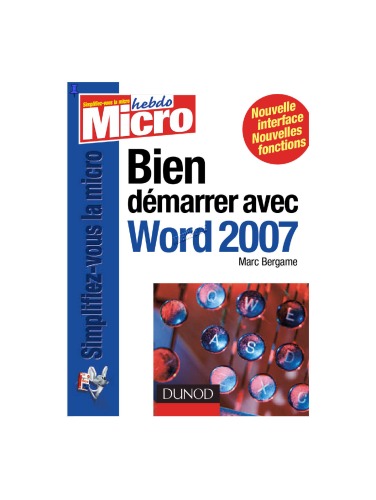 Simplifiez-vous la micro
hebdo
Micro
Nouvelle
interface
Nouvelles
fonctions
Simplifiez-vous la micro
Bien
démarrer avec
Word 2007
Marc Bergame
Q W E
A S D
X
DUNOD